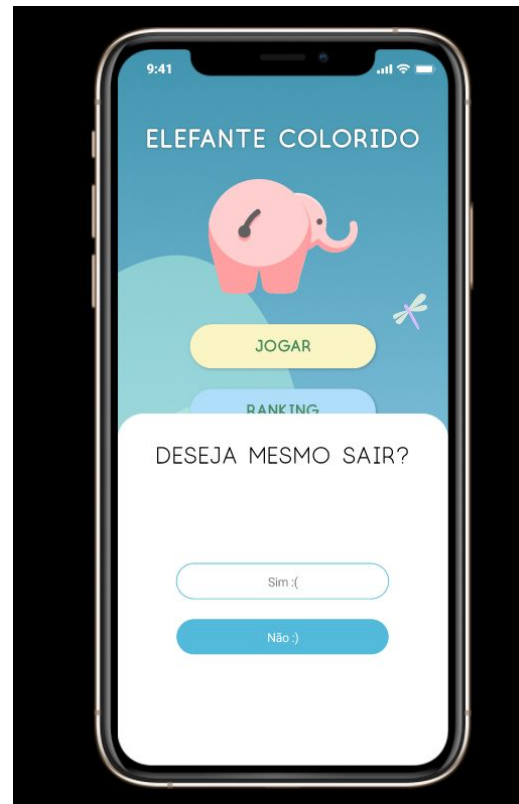 9:41
ELEFANTE COLORIDO
JOGAR
RANKING
DESEJA MESMO SAIR?
Sim :(
Não :)